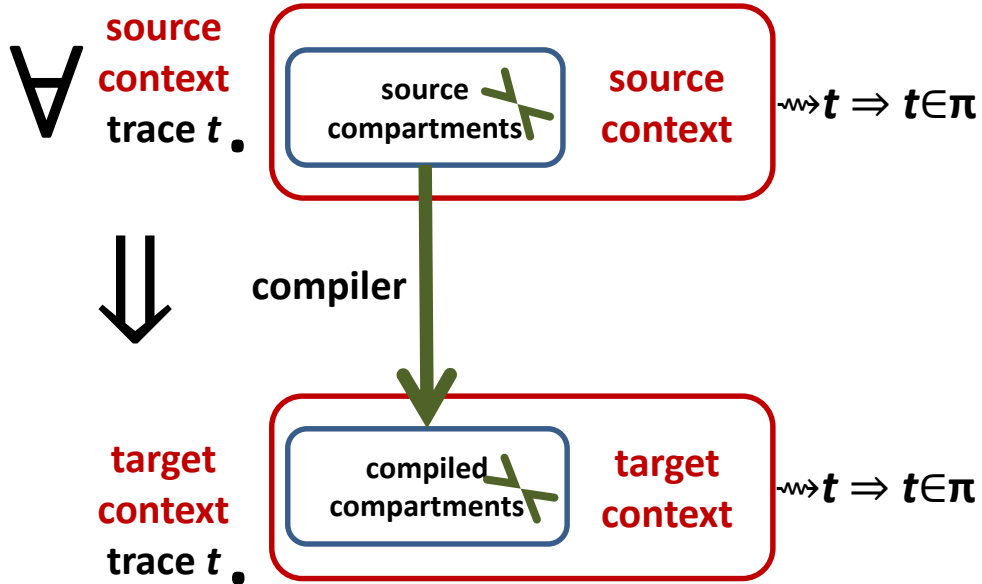 ∀ source
context
trace t .
source
compartments
source
context
⇝ t ⇒ t∈π
⇓
compiler
target
context
trace t .
compiled
compartments
target
context
⇝ t ⇒ t∈π